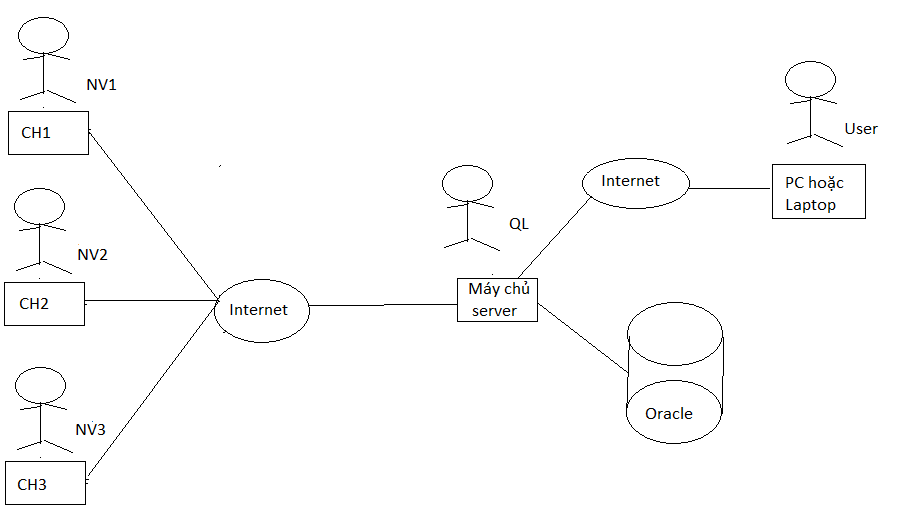 NV1
CH1
NV2
CH2
NV3
CH3
Internet
QL
Máy chủ
server
Internet
User
PC hoặc
Laptop
Oracle